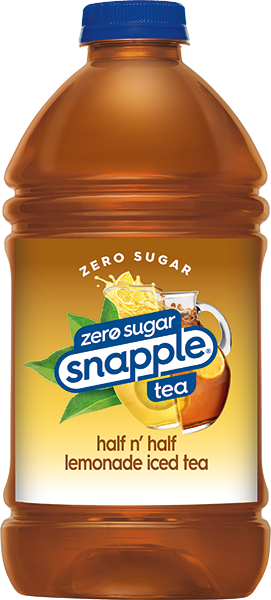 ZERO SUGAR
zero sugar
snapple®
tea
half n' half
lemonade iced tea